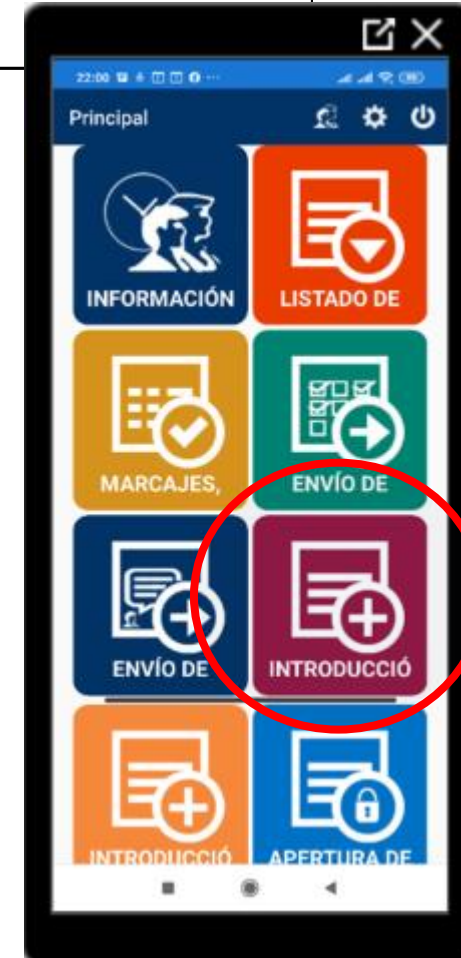 22:00
Principal
INFORMACIÓN
LISTADO DE
MARCAJES,
ENVÍO DE
ENVÍO DE
INTRODUCCIÓ
INTRODUCCIÓ
APERTURA DE